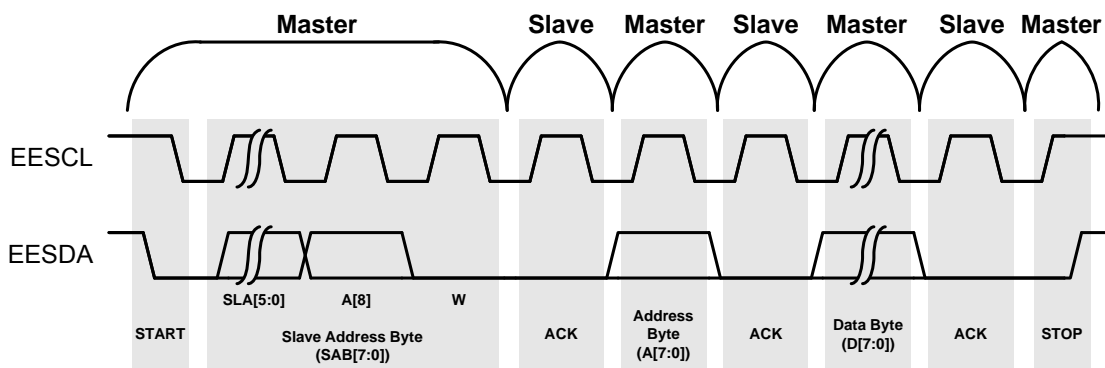 Master Slave Master Slave Master Slave Master
EESCL
EESDA
SLA[5:0] A[8] W
START
Slave Address Byte
(SAB[7:0])
ACK
Address
Byte
(A[7:0])
ACK
Data Byte
(D[7:0])
ACK
STOP